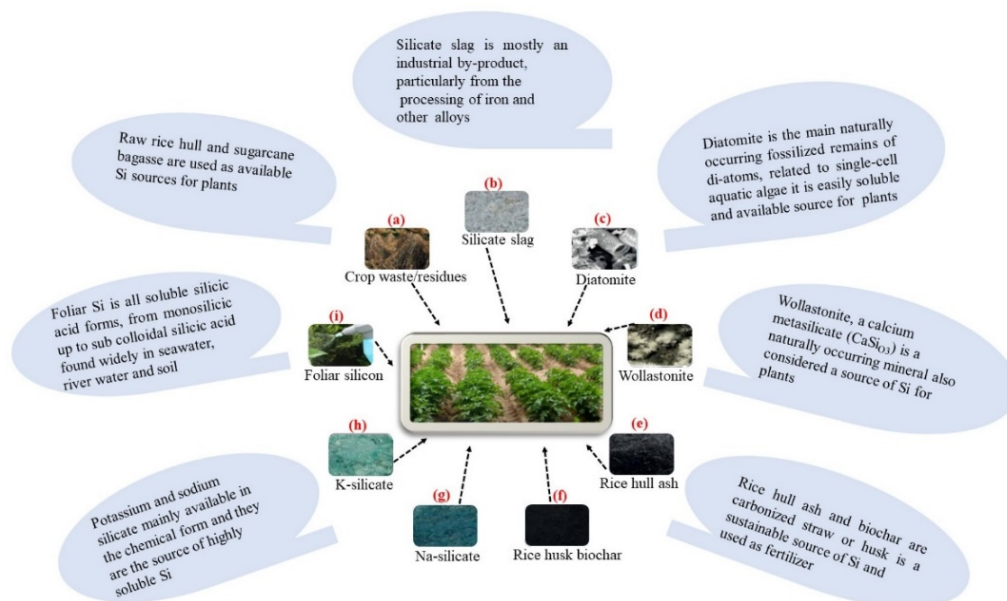 Silicate slag is mostly an
industrial by-product,
particularly from the
processing of iron and
other alloys
Raw rice hull and sugarcane
bagasse are used as available
Si sources for plants
Diatomite is the main naturally
occurring fossilized remains of
di-atoms, related to single-cell
aquatic algae it is easily soluble
and available source for plants
(a)
Crop waste/residues
(b)
Silicate slag
(c)
Diatomite
Foliar Si is all soluble silicic
acid forms, from monosilicic
up to sub colloidal silicic acid
found widely in seawater,
river water and soil
(i)
Foliar silicon
(d)
Wollastonite
Wollastonite, a calcium
metasilicate (CaSiO3) is a
naturally occurring mineral also
considered a source of Si for
plants
(h)
K-silicate
(e)
Rice hull ash
(g)
Na-silicate
(f)
Rice husk biochar
Potassium and sodium
silicate mainly available in
the chemical form and they
are the source of highly
soluble Si
Rice hull ash and biochar are
carbonized straw or husk is a
sustainable source of Si and
used as fertilizer